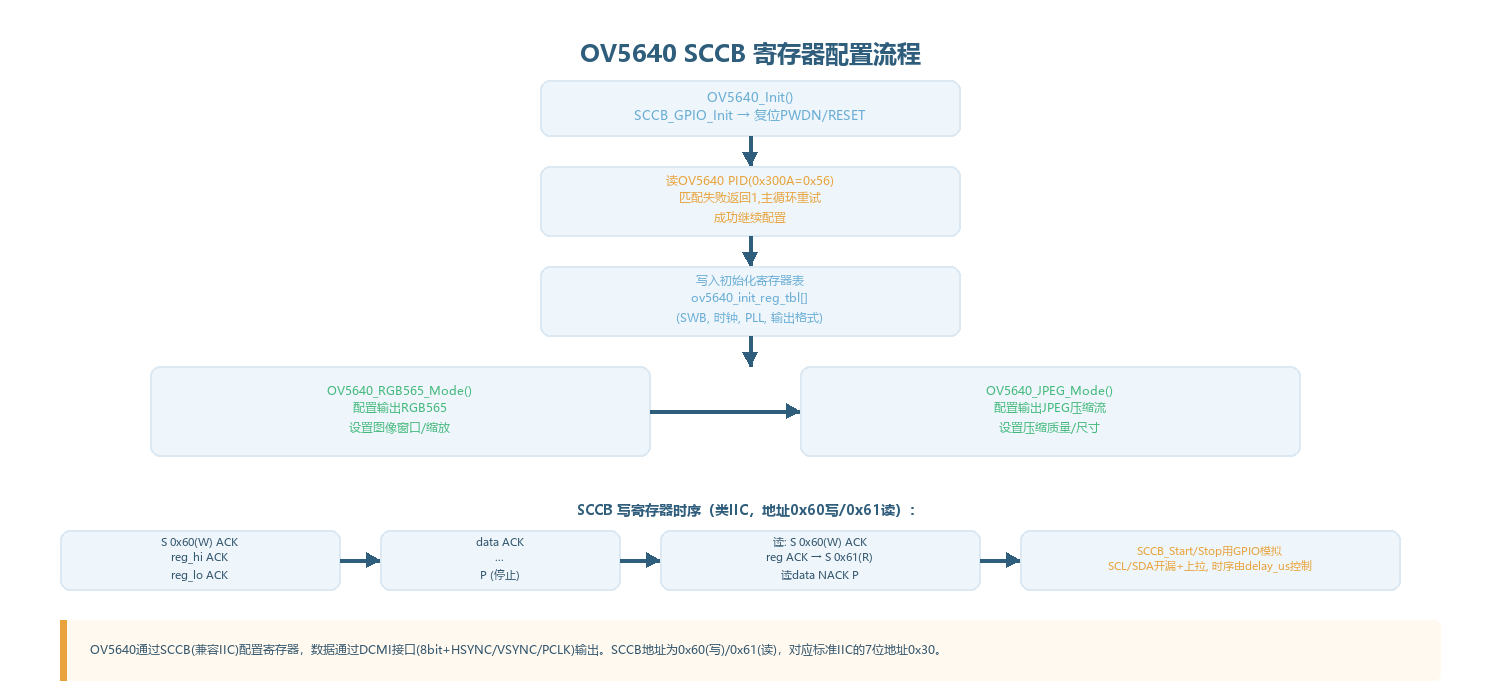 OV5640 SCCB 寄存器配置流程
OV5640_Init()
SCCB_GPIO_Init → 复位PWDN/RESET
读OV5640 PID(0x300A=0x56)
匹配失败返回1,主循环重试
成功继续配置
写入初始化寄存器表
ov5640_init_reg_tbl[]
(SWB, 时钟, PLL, 输出格式)
OV5640_RGB565_Mode()
配置输出RGB565
设置图像窗口/缩放
OV5640_JPEG_Mode()
配置输出JPEG压缩流
设置压缩质量/尺寸
SCCB 写寄存器时序（类IIC，地址0x60写/0x61读）:
S 0x60(W) ACK
reg_hi ACK
reg_lo ACK
data ACK
...
P (停止)
读: S 0x60(W) ACK
reg ACK → S 0x61(R)
读data NACK P
SCCB_Start/Stop用GPIO模拟
SCL/SDA开漏+上拉, 时序由delay_us控制
OV5640通过SCCB(兼容IIC)配置寄存器，数据通过DCMI接口(8bit+HSYNC/VSYNC/PCLK)输出。SCCB地址为0x60(写)/0x61(读)，对应标准IIC的7位地址0x30。